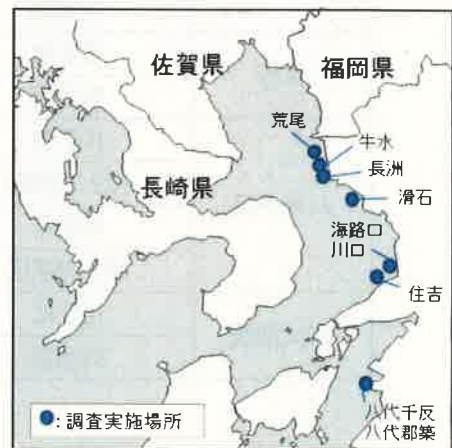 佐賀県
福岡県
荒尾
牛水
長洲
長崎県
滑石
海路口
川口
住吉
八代千反
八代郡築
：調査実施場所